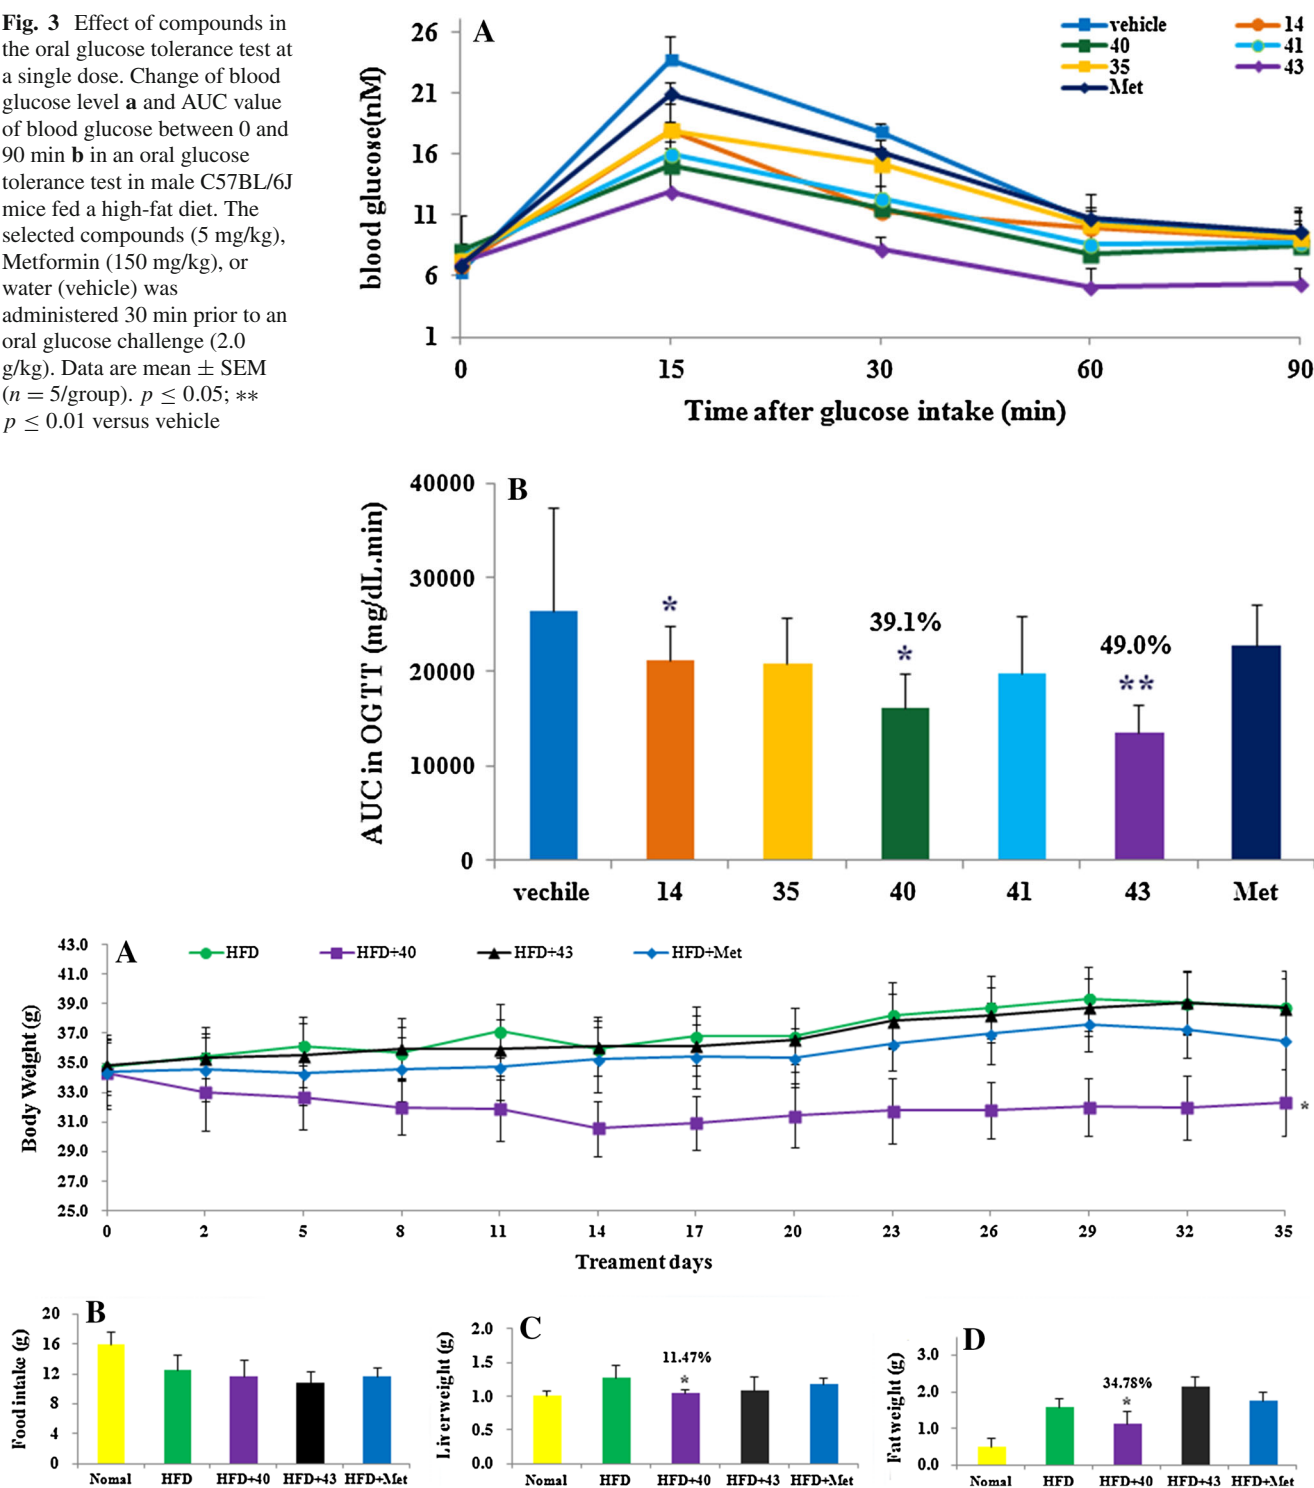 Fig. 3 Effect of compounds in
the oral glucose tolerance test at
a single dose. Change of blood
glucose level a and AUC value
of blood glucose between 0 and
90 min b in an oral glucose
tolerance test in male C57BL/6J
mice fed a high-fat diet. The
selected compounds (5 mg/kg),
Metformin (150 mg/kg), or
water (vehicle) was
administered 30 min prior to an
oral glucose challenge (2.0
g/kg). Data are mean ± SEM
(n = 5/group). p ≤ 0.05; **
p ≤ 0.01 versus vehicle
A
vehicle 14
40 41
35 43
Met
blood glucose(nM)
26
21
16
11
6
1
0 15 30 60 90
Time after glucose intake (min)
B
AUC in OGTT (mg/dL.min)
40000
30000
20000
10000
0
*
39.1%
*
49.0%
**
vechile 14 35 40 41 43 Met
A
HFD HFD+40 HFD+43 HFD+Met
Body Weight (g)
43.0
41.0
39.0
37.0
35.0
33.0
31.0
29.0
27.0
25.0
*
0 2 5 8 11 14 17 20 23 26 29 32 35
Treament days
B
Food intake (g)
20
16
12
8
4
0
Nomal HFD HFD+40 HFD+43 HFD+Met
C
Liverweight (g)
2.0
1.5
1.0
0.5
0.0
11.47%
*
Nomal HFD HFD+40 HFD+43 HFD+Met
D
Fat weight (g)
3.0
2.0
1.0
0.0
34.78%
*
Nomal HFD HFD+40 HFD+43 HFD+Met